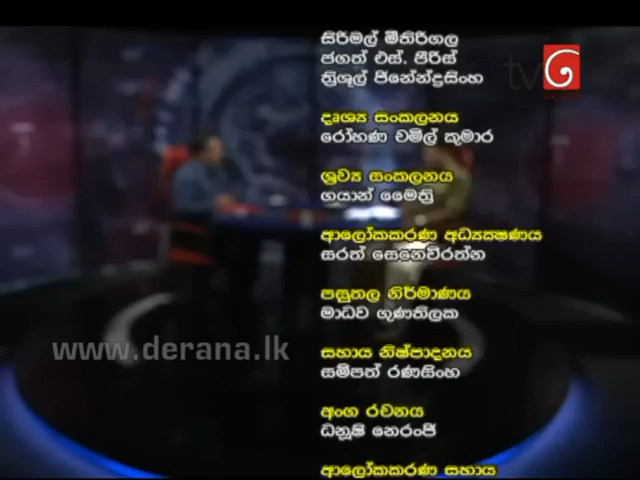 සිරිමල් මීතිරිගල
ජගත් එස්. පීරිස්
ත්‍රිශූල් ජිනේන්ද්‍රසිංහ
tv
දෘශ්‍ය සංකලනය
රෝහණ චමිල් කුමාර
ශ්‍රව්‍ය සංකලනය
ගයාන් මෛත්‍රි
ආලෝකකරණ අධ්‍යක්ෂණය
සරත් සෙනෙවිරත්න
පසුතල නිර්මාණය
මාධව ගුණතිලක
සහාය නිෂ්පාදනය
සම්පත් රණසිංහ
www.derana.lk
අංග රචනය
ධනූෂි නෙරංජි
ආලෝකකරණ සහාය